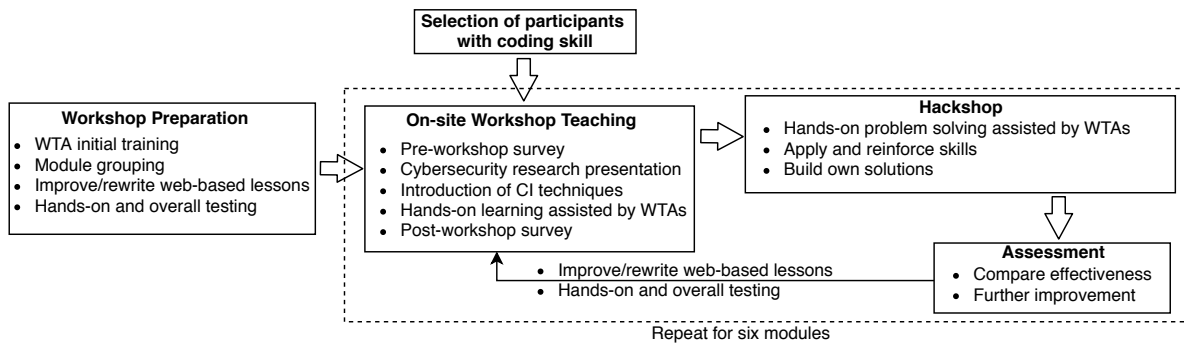 Selection of participants
with coding skill
Workshop Preparation
• WTA initial training
• Module grouping
• Improve/rewrite web-based lessons
• Hands-on and overall testing
On-site Workshop Teaching
• Pre-workshop survey
• Cybersecurity research presentation
• Introduction of CI techniques
• Hands-on learning assisted by WTAs
• Post-workshop survey
Hackshop
• Hands-on problem solving assisted by WTAs
• Apply and reinforce skills
• Build own solutions
Assessment
• Compare effectiveness
• Further improvement
• Improve/rewrite web-based lessons
• Hands-on and overall testing
Repeat for six modules